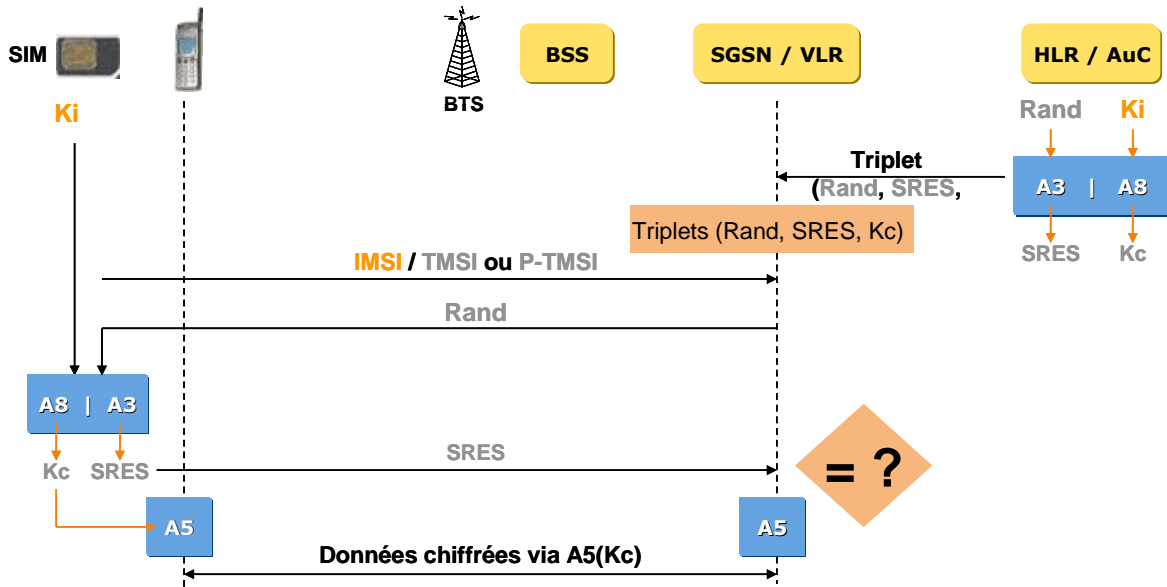 SIM
BTS
BSS
SGSN / VLR
HLR / AuC
Ki
Rand
Ki
Triplet
(Rand, SRES,
A3 | A8
Triplets (Rand, SRES, Kc)
SRES
Kc
IMSI / TMSI ou P-TMSI
Rand
A8 | A3
Kc
SRES
SRES
= ?
A5
A5
Données chiffrées via A5(Kc)